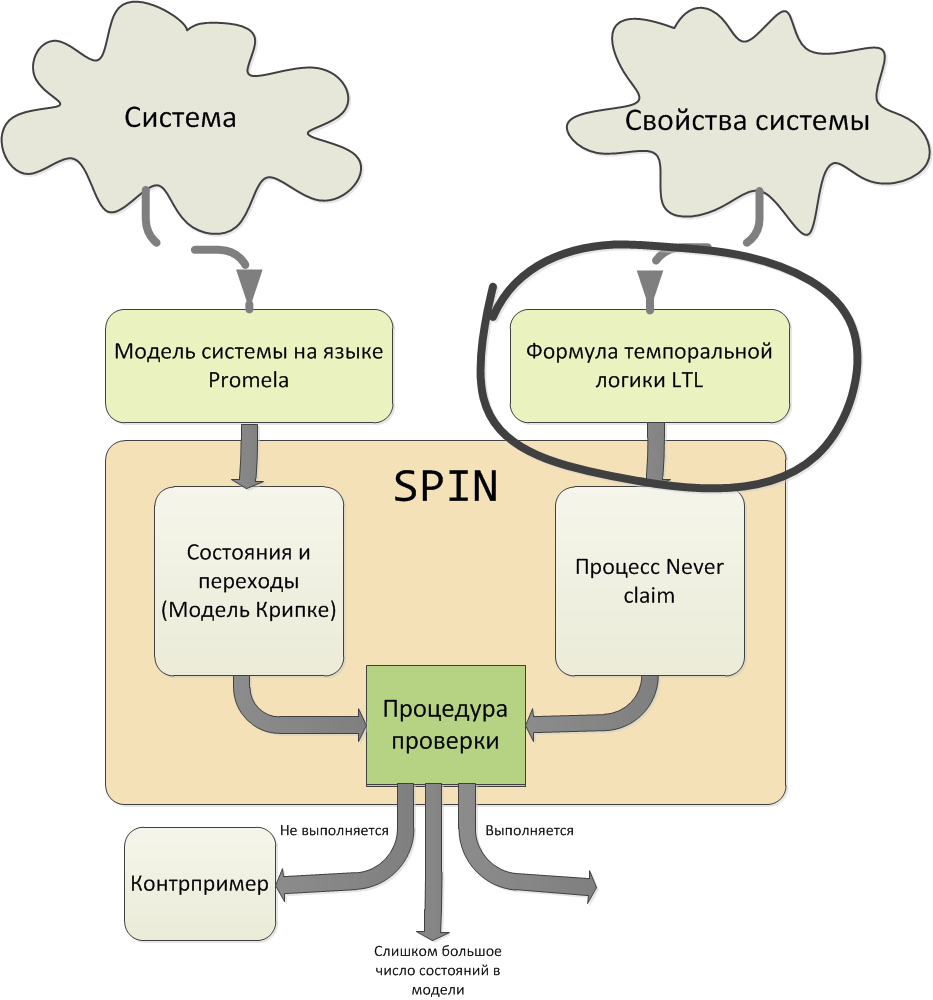 Система
Свойства системы
Модель системы на языке
Promela
Формула темпоральной
логики LTL
SPIN
Состояния и
переходы
(Модель Крипке)
Процесс Never
claim
Процедура
проверки
Не выполняется
Выполняется
Контрпример
Слишком большое
число состояний в
модели